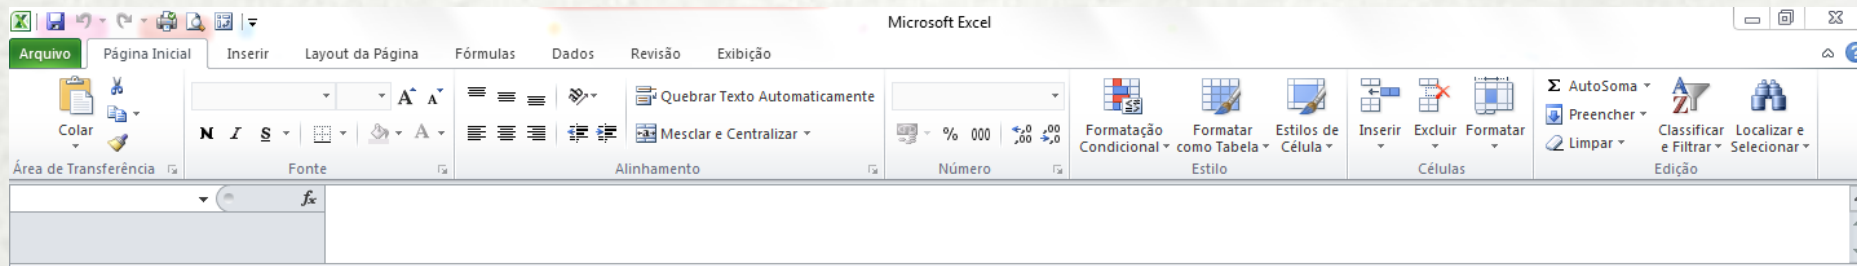 Microsoft Excel
Arquivo Página Inicial Inserir Layout da Página Fórmulas Dados Revisão Exibição
Colar
N I S
A A
A
Quebrar Texto Automaticamente
Mesclar e Centralizar
% 000 ,00 ,00
Formatação Condicional
Formatar como Tabela
Estilos de Célula
Inserir
Excluir
Formatar
Σ AutoSoma
Preencher
Limpar
Classificar e Filtrar
Localizar e Selecionar
Área de Transferência Fonte Alinhamento Número Estilo Células Edição
fx